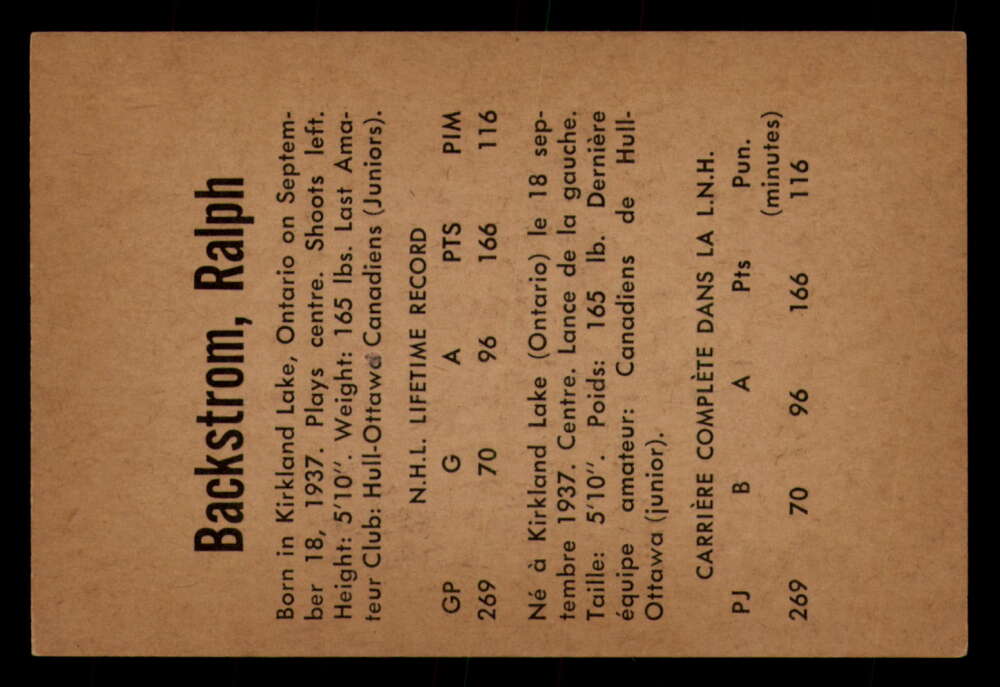 Backstrom, Ralph
Born in Kirkland Lake, Ontario on Septem-
ber 18, 1937. Plays centre. Shoots left.
Height: 5'10". Weight: 165 lbs. Last Ama-
teur Club: Hull-Ottawa Canadiens (Juniors).
N.H.L. LIFETIME RECORD
GP G A PTS PIM
269 70 96 166 116
Né à Kirkland Lake (Ontario) le 18 sep-
tembre 1937. Centre. Lance de la gauche.
Taille: 5'10". Poids: 165 lb. Dernière
équipe amateur: Canadiens de Hull-
Ottawa (junior).
CARRIÈRE COMPLÈTE DANS LA L.N.H.
PJ B A Pts Pun.
(minutes)
269 70 96 166 116